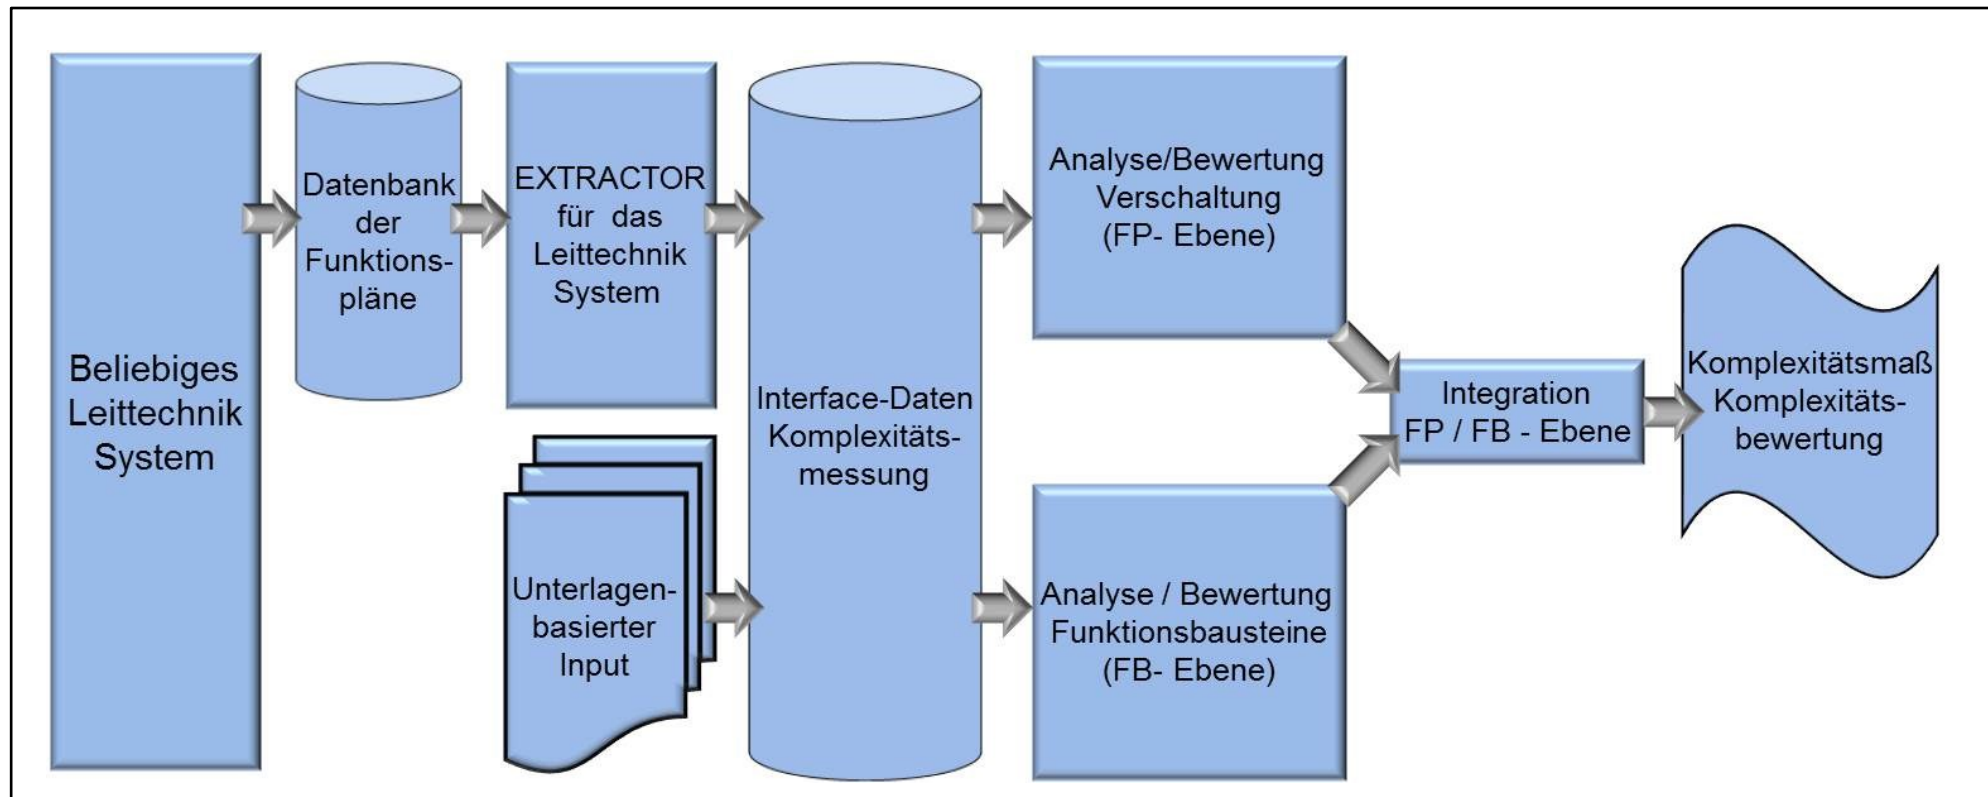 Beliebiges
Leittechnik
System
Datenbank
der
Funktions-
pläne
EXTRACTOR
für das
Leittechnik
System
Unterlagen-
basierter
Input
Interface-Daten
Komplexitäts-
messung
Analyse/Bewertung
Verschaltung
(FP- Ebene)
Analyse / Bewertung
Funktionsbausteine
(FB- Ebene)
Integration
FP / FB - Ebene
Komplexitätsmaß
Komplexitäts-
bewertung